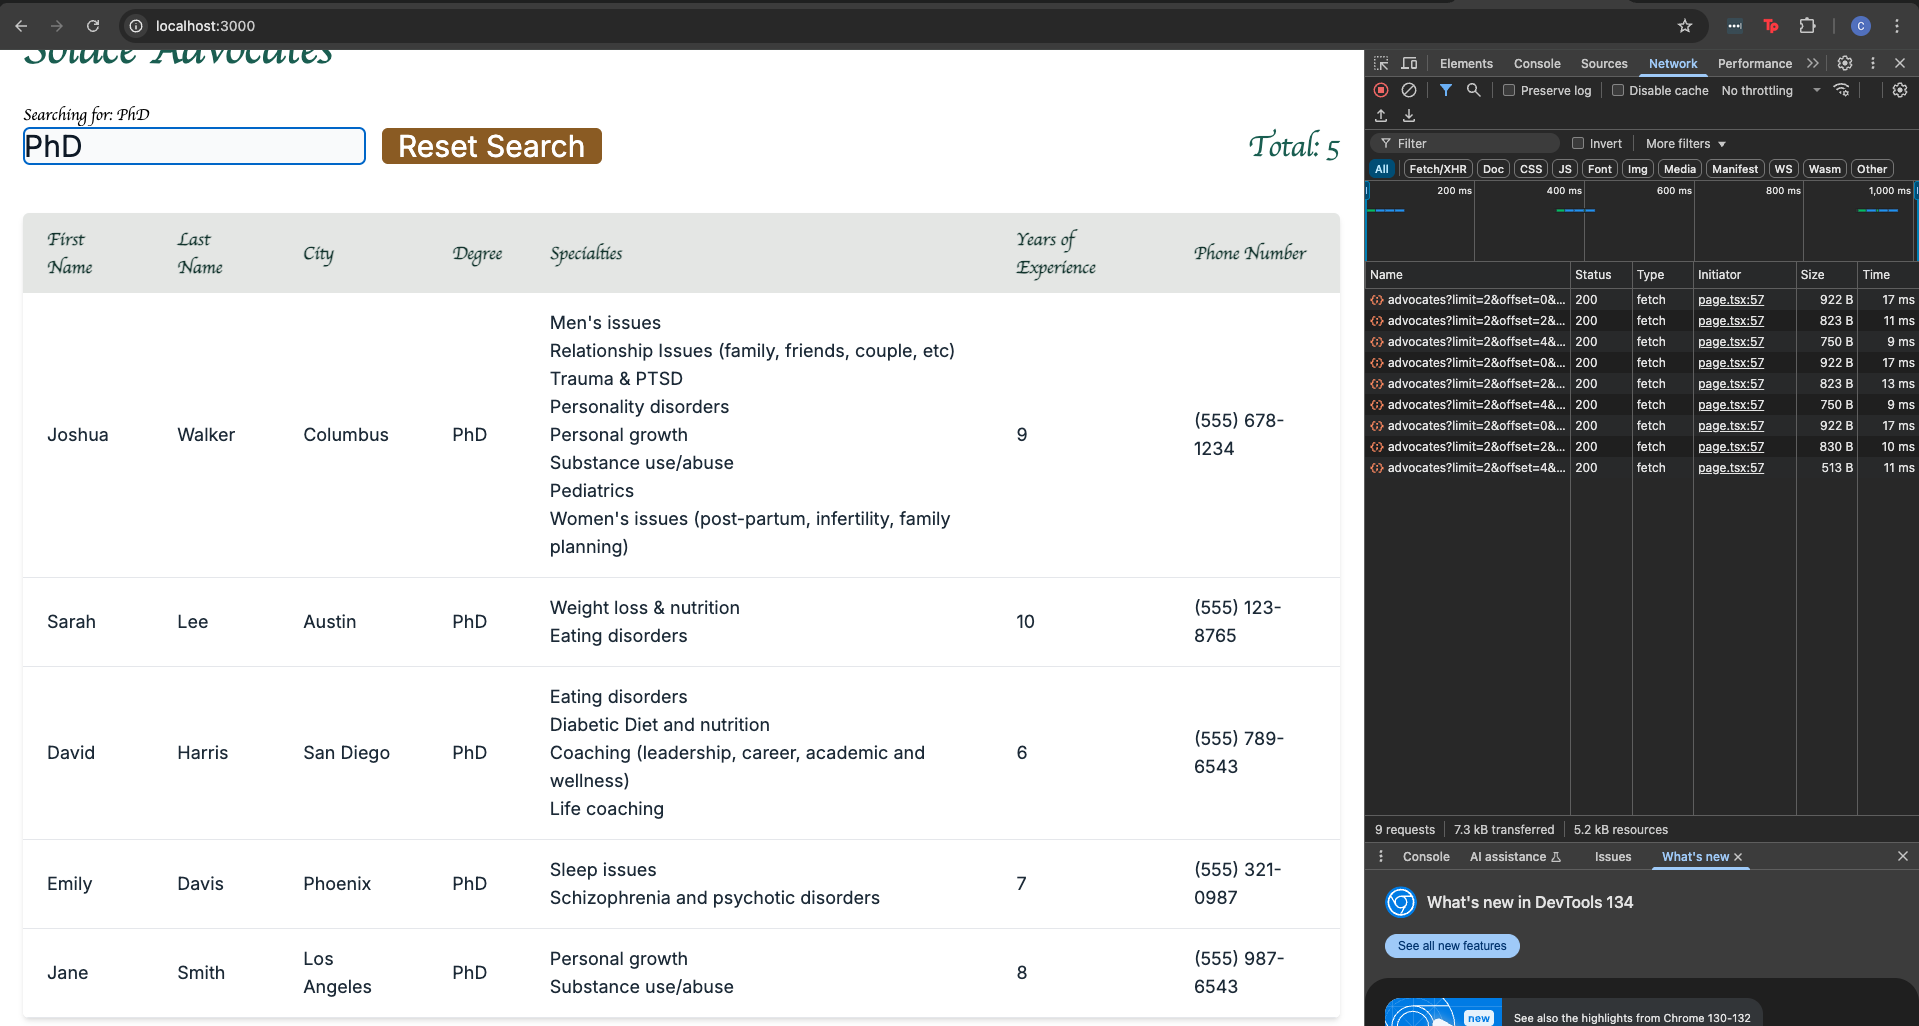 localhost:3000
Solace Advocates
Searching for: PhD
PhD
Reset Search
Total: 5
First Name
Last Name
City
Degree
Specialties
Years of Experience
Phone Number
Joshua
Walker
Columbus
PhD
Men's issues
Relationship Issues (family, friends, couple, etc)
Trauma & PTSD
Personality disorders
Personal growth
Substance use/abuse
Pediatrics
Women's issues (post-partum, infertility, family
planning)
9
(555) 678-
1234
Sarah
Lee
Austin
PhD
Weight loss & nutrition
Eating disorders
10
(555) 123-
8765
David
Harris
San Diego
PhD
Eating disorders
Diabetic Diet and nutrition
Coaching (leadership, career, academic and
wellness)
Life coaching
6
(555) 789-
6543
Emily
Davis
Phoenix
PhD
Sleep issues
Schizophrenia and psychotic disorders
7
(555) 321-
0987
Jane
Smith
Los
Angeles
PhD
Personal growth
Substance use/abuse
8
(555) 987-
6543
Tp
C
Elements Console Sources Network Performance
Preserve log Disable cache No throttling
Filter Invert More filters
All Fetch/XHR Doc CSS JS Font Img Media Manifest WS Wasm Other
200 ms 400 ms 600 ms 800 ms 1,000 ms
Name Status Type Initiator Size Time
advocates?limit=2&offset=0&... 200 fetch page.tsx:57 922 B 17 ms
advocates?limit=2&offset=2&... 200 fetch page.tsx:57 823 B 11 ms
advocates?limit=2&offset=4&... 200 fetch page.tsx:57 750 B 9 ms
advocates?limit=2&offset=0&... 200 fetch page.tsx:57 922 B 17 ms
advocates?limit=2&offset=2&... 200 fetch page.tsx:57 823 B 13 ms
advocates?limit=2&offset=4&... 200 fetch page.tsx:57 750 B 9 ms
advocates?limit=2&offset=0&... 200 fetch page.tsx:57 922 B 17 ms
advocates?limit=2&offset=2&... 200 fetch page.tsx:57 830 B 10 ms
advocates?limit=2&offset=4&... 200 fetch page.tsx:57 513 B 11 ms
9 requests 7.3 kB transferred 5.2 kB resources
Console AI assistance Issues What's new
What's new in DevTools 134
See all new features
new
See also the highlights from Chrome 130-132